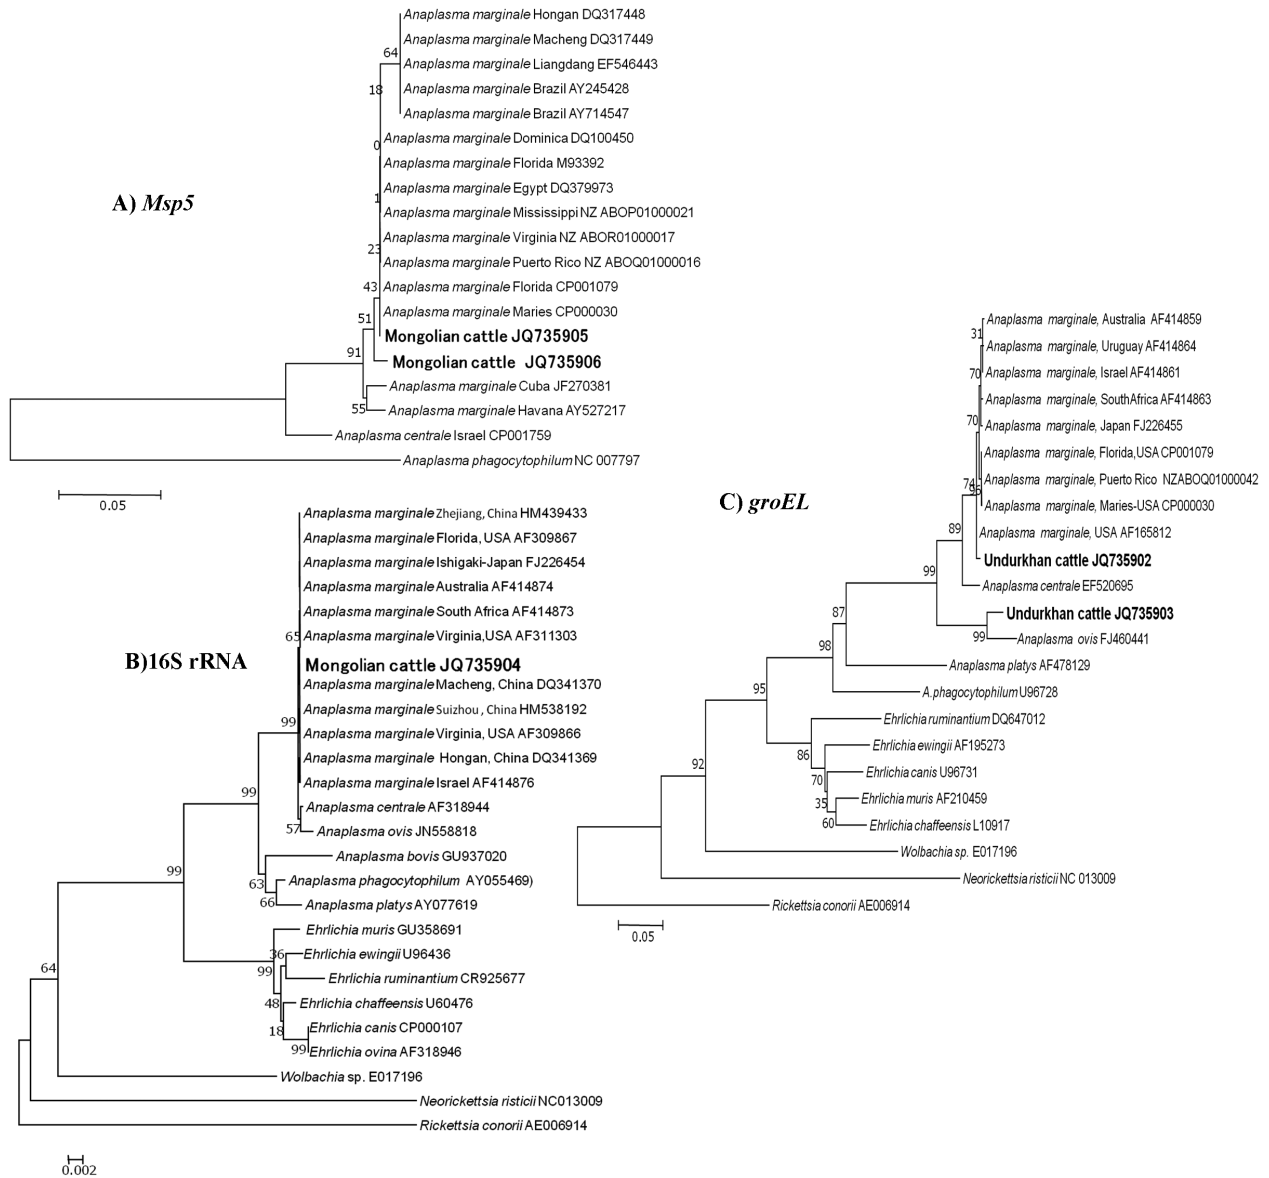 Anaplasma marginale Hongan DQ317448
Anaplasma marginale Macheng DQ317449
64
Anaplasma marginale Liangdang EF546443
18
Anaplasma marginale Brazil AY245428
Anaplasma marginale Brazil AY714547
0
Anaplasma marginale Dominica DQ100450
Anaplasma marginale Florida M93392
Anaplasma marginale Egypt DQ379973
A) Msp5
1
Anaplasma marginale Mississippi NZ ABOP01000021
Anaplasma marginale Virginia NZ ABOR01000017
23
Anaplasma marginale Puerto Rico NZ ABOQ01000016
43
Anaplasma marginale Florida CP001079
Anaplasma marginale Maries CP000030
51
Mongolian cattle JQ735905
91
Mongolian cattle JQ735906
Anaplasma marginale Cuba JF270381
55
Anaplasma marginale Havana AY527217
Anaplasma centrale Israel CP001759
Anaplasma phagocytophilum NC 007797
0.05
Anaplasma marginale Zhejiang, China HM439433
Anaplasma marginale Florida, USA AF309867
Anaplasma marginale Ishigaki-Japan FJ226454
Anaplasma marginale Australia AF414874
Anaplasma marginale South Africa AF414873
65
Anaplasma marginale Virginia,USA AF311303
B)16S rRNA
Mongolian cattle JQ735904
Anaplasma marginale Macheng, China DQ341370
Anaplasma marginale Suizhou , China HM538192
99
Anaplasma marginale Virginia, USA AF309866
Anaplasma marginale Hongan, China DQ341369
Anaplasma marginale Israel AF414876
99
Anaplasma centrale AF318944
57
Anaplasma ovis JN558818
Anaplasma bovis GU937020
99
63
Anaplasma phagocytophilum AY055469)
66
Anaplasma platys AY077619
Ehrlichia muris GU358691
36
Ehrlichia ewingii U96436
99
Ehrlichia ruminantium CR925677
64
48
Ehrlichia chaffeensis U60476
18
Ehrlichia canis CP000107
99
Ehrlichia ovina AF318946
Wolbachia sp. E017196
Neorickettsia risticii NC013009
Rickettsia conorii AE006914
0.002
Anaplasma marginale, Australia AF414859
31
Anaplasma marginale, Uruguay AF414864
70
Anaplasma marginale, Israel AF414861
Anaplasma marginale, SouthAfrica AF414863
70
Anaplasma marginale, Japan FJ226455
Anaplasma marginale, Florida,USA CP001079
74
Anaplasma marginale, Puerto Rico NZABOQ01000042
95
C) groEL
Anaplasma marginale, Maries-USA CP000030
89
Anaplasma marginale, USA AF165812
Undurkhan cattle JQ735902
99
Anaplasma centrale EF520695
87
Undurkhan cattle JQ735903
99
Anaplasma ovis FJ460441
98
Anaplasma platys AF478129
95
A.phagocytophilum U96728
Ehrlichia ruminantium DQ647012
86
Ehrlichia ewingii AF195273
92
70
Ehrlichia canis U96731
35
Ehrlichia muris AF210459
60
Ehrlichia chaffeensis L10917
Wolbachia sp. E017196
Neorickettsia risticii NC 013009
Rickettsia conorii AE006914
0.05